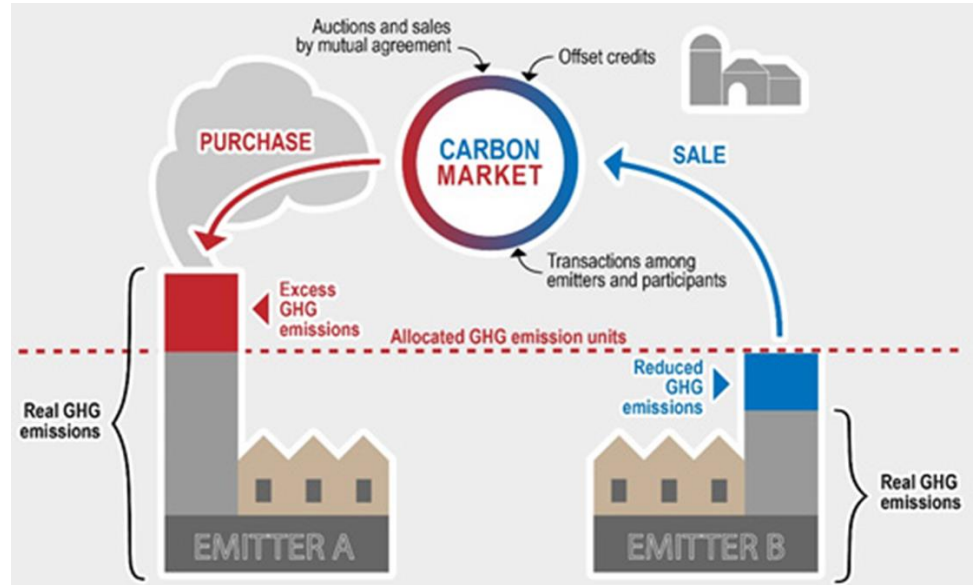 Auctions and sales
by mutual agreement
Offset credits
PURCHASE
CARBON
MARKET
SALE
Transactions among
emitters and participants
Excess
GHG
emissions
Allocated GHG emission units
Reduced
GHG
emissions
Real GHG
emissions
Real GHG
emissions
EMITTER A
EMITTER B